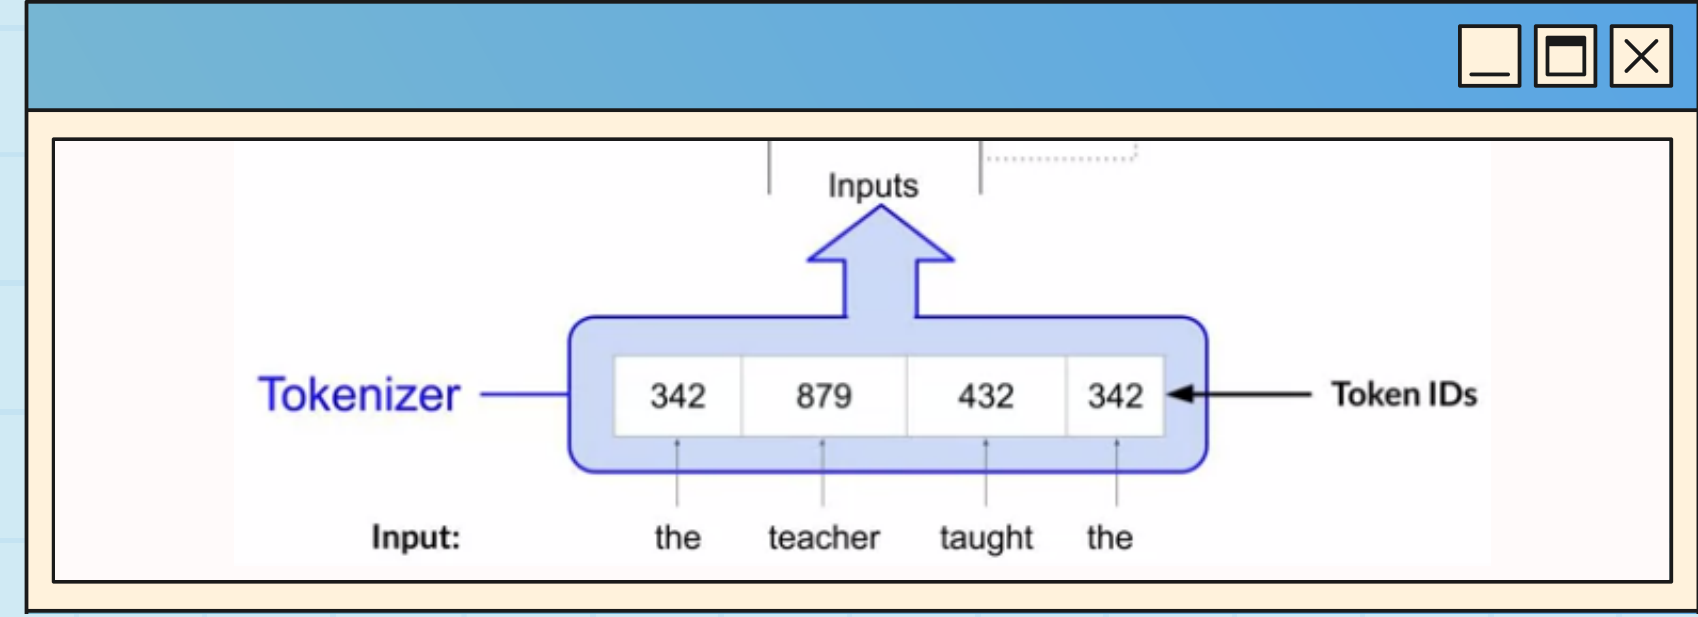 Inputs
Tokenizer 342 879 432 342 Token IDs
Input: the teacher taught the